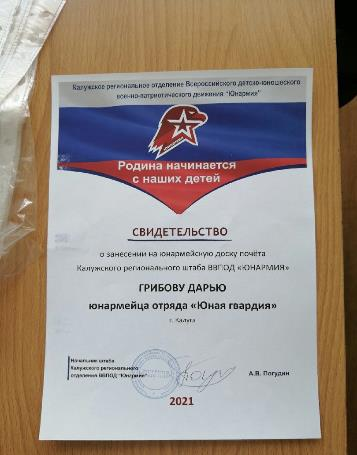 Калужское региональное отделение Всероссийского детско-юношеского
военно-патриотического движения "Юнармия"
Родина начинается
с наших детей
СВИДЕТЕЛЬСТВО
о занесении на юнармейскую доску почёта
Калужского регионального штаба ВВПОД «ЮНАРМИЯ»
ГРИБОВУ ДАРЬЮ
юнармейца отряда «Юная гвардия»
г. Калуга
Начальник штаба
Калужского регионального
отделения ВВПОД "Юнармия"
А.В. Погудин
2021